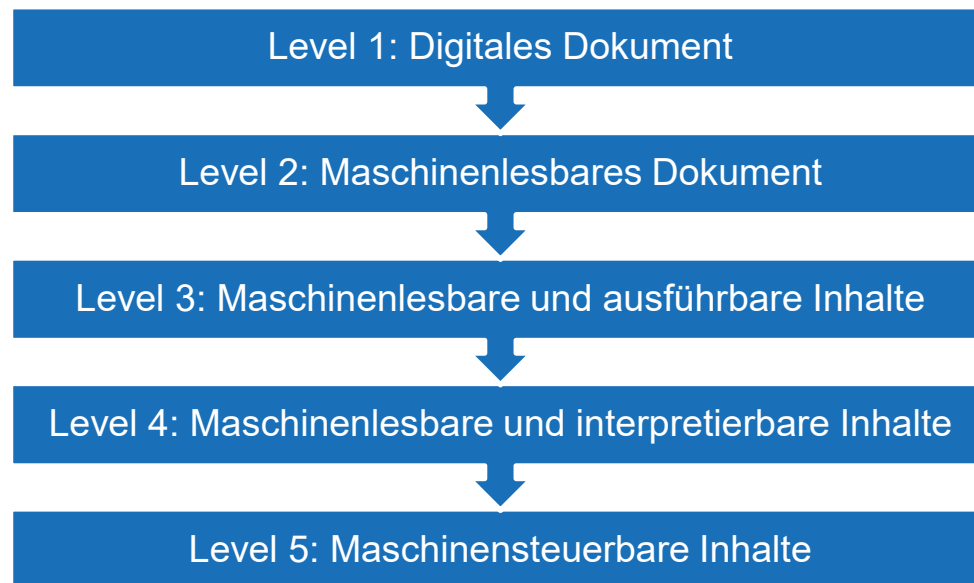 Level 1: Digitales Dokument
Level 2: Maschinenlesbares Dokument
Level 3: Maschinenlesbare und ausführbare Inhalte
Level 4: Maschinenlesbare und interpretierbare Inhalte
Level 5: Maschinensteuerbare Inhalte